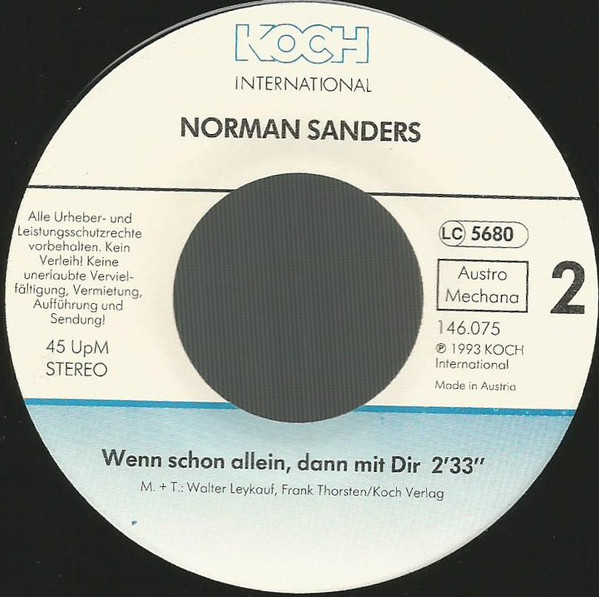 KOCH
INTERNATIONAL
NORMAN SANDERS
Alle Urheber- und
Leistungsschutzrechte
vorbehalten. Kein
Verleih! Keine
unerlaubte Verviel-
fältigung, Vermietung,
Aufführung und
Sendung!
45 UpM
STEREO
LC 5680
Austro
Mechana
2
146.075
℗ 1993 KOCH
International
Made in Austria
Wenn schon allein, dann mit Dir 2'33"
M. + T.: Walter Leykauf, Frank Thorsten/Koch Verlag